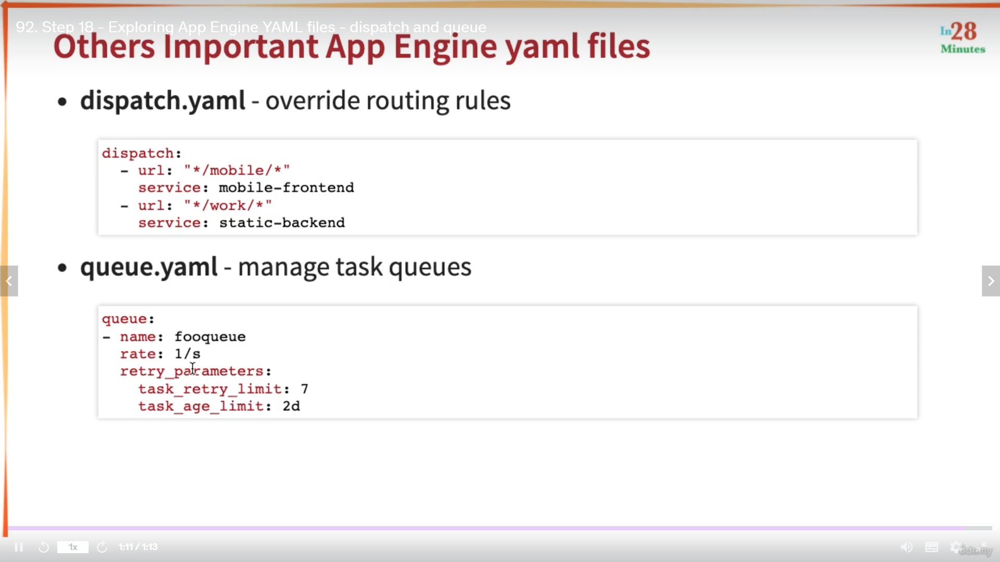 92. Step 18 - Exploring App Engine YAML files - dispatch and queue
Others Important App Engine yaml files
In28
Minutes
• dispatch.yaml - override routing rules
dispatch:
  - url: "*/mobile/*"
    service: mobile-frontend
  - url: "*/work/*"
    service: static-backend
• queue.yaml - manage task queues
queue:
- name: fooqueue
  rate: 1/s
  retry_parameters:
    task_retry_limit: 7
    task_age_limit: 2d
1x
1:11 / 1:13
ûdemy